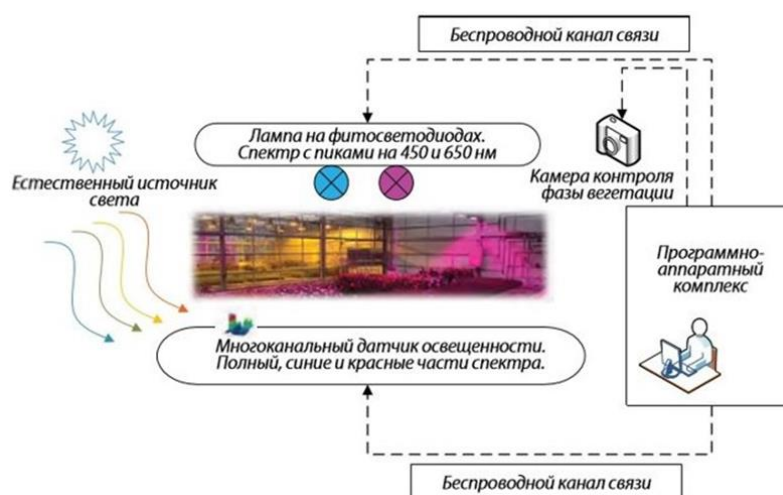 Беспроводной канал связи
Лампа на фитосветодиодах.
Спектр с пиками на 450 и 650 нм
Естественный источник
света
Камера контроля
фазы вегетации
Программно-
аппаратный
комплекс
Многоканальный датчик освещенности.
Полный, синие и красные части спектра.
Беспроводной канал связи